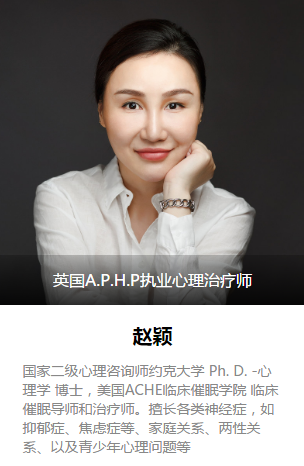 英国A.P.H.P执业心理治疗师
赵颖
国家二级心理咨询师约克大学 Ph. D. -心
理学 博士，美国ACHE临床催眠学院 临床
催眠导师和治疗师。擅长各类神经症，如
抑郁症、焦虑症等、家庭关系、两性关
系、以及青少年心理问题等